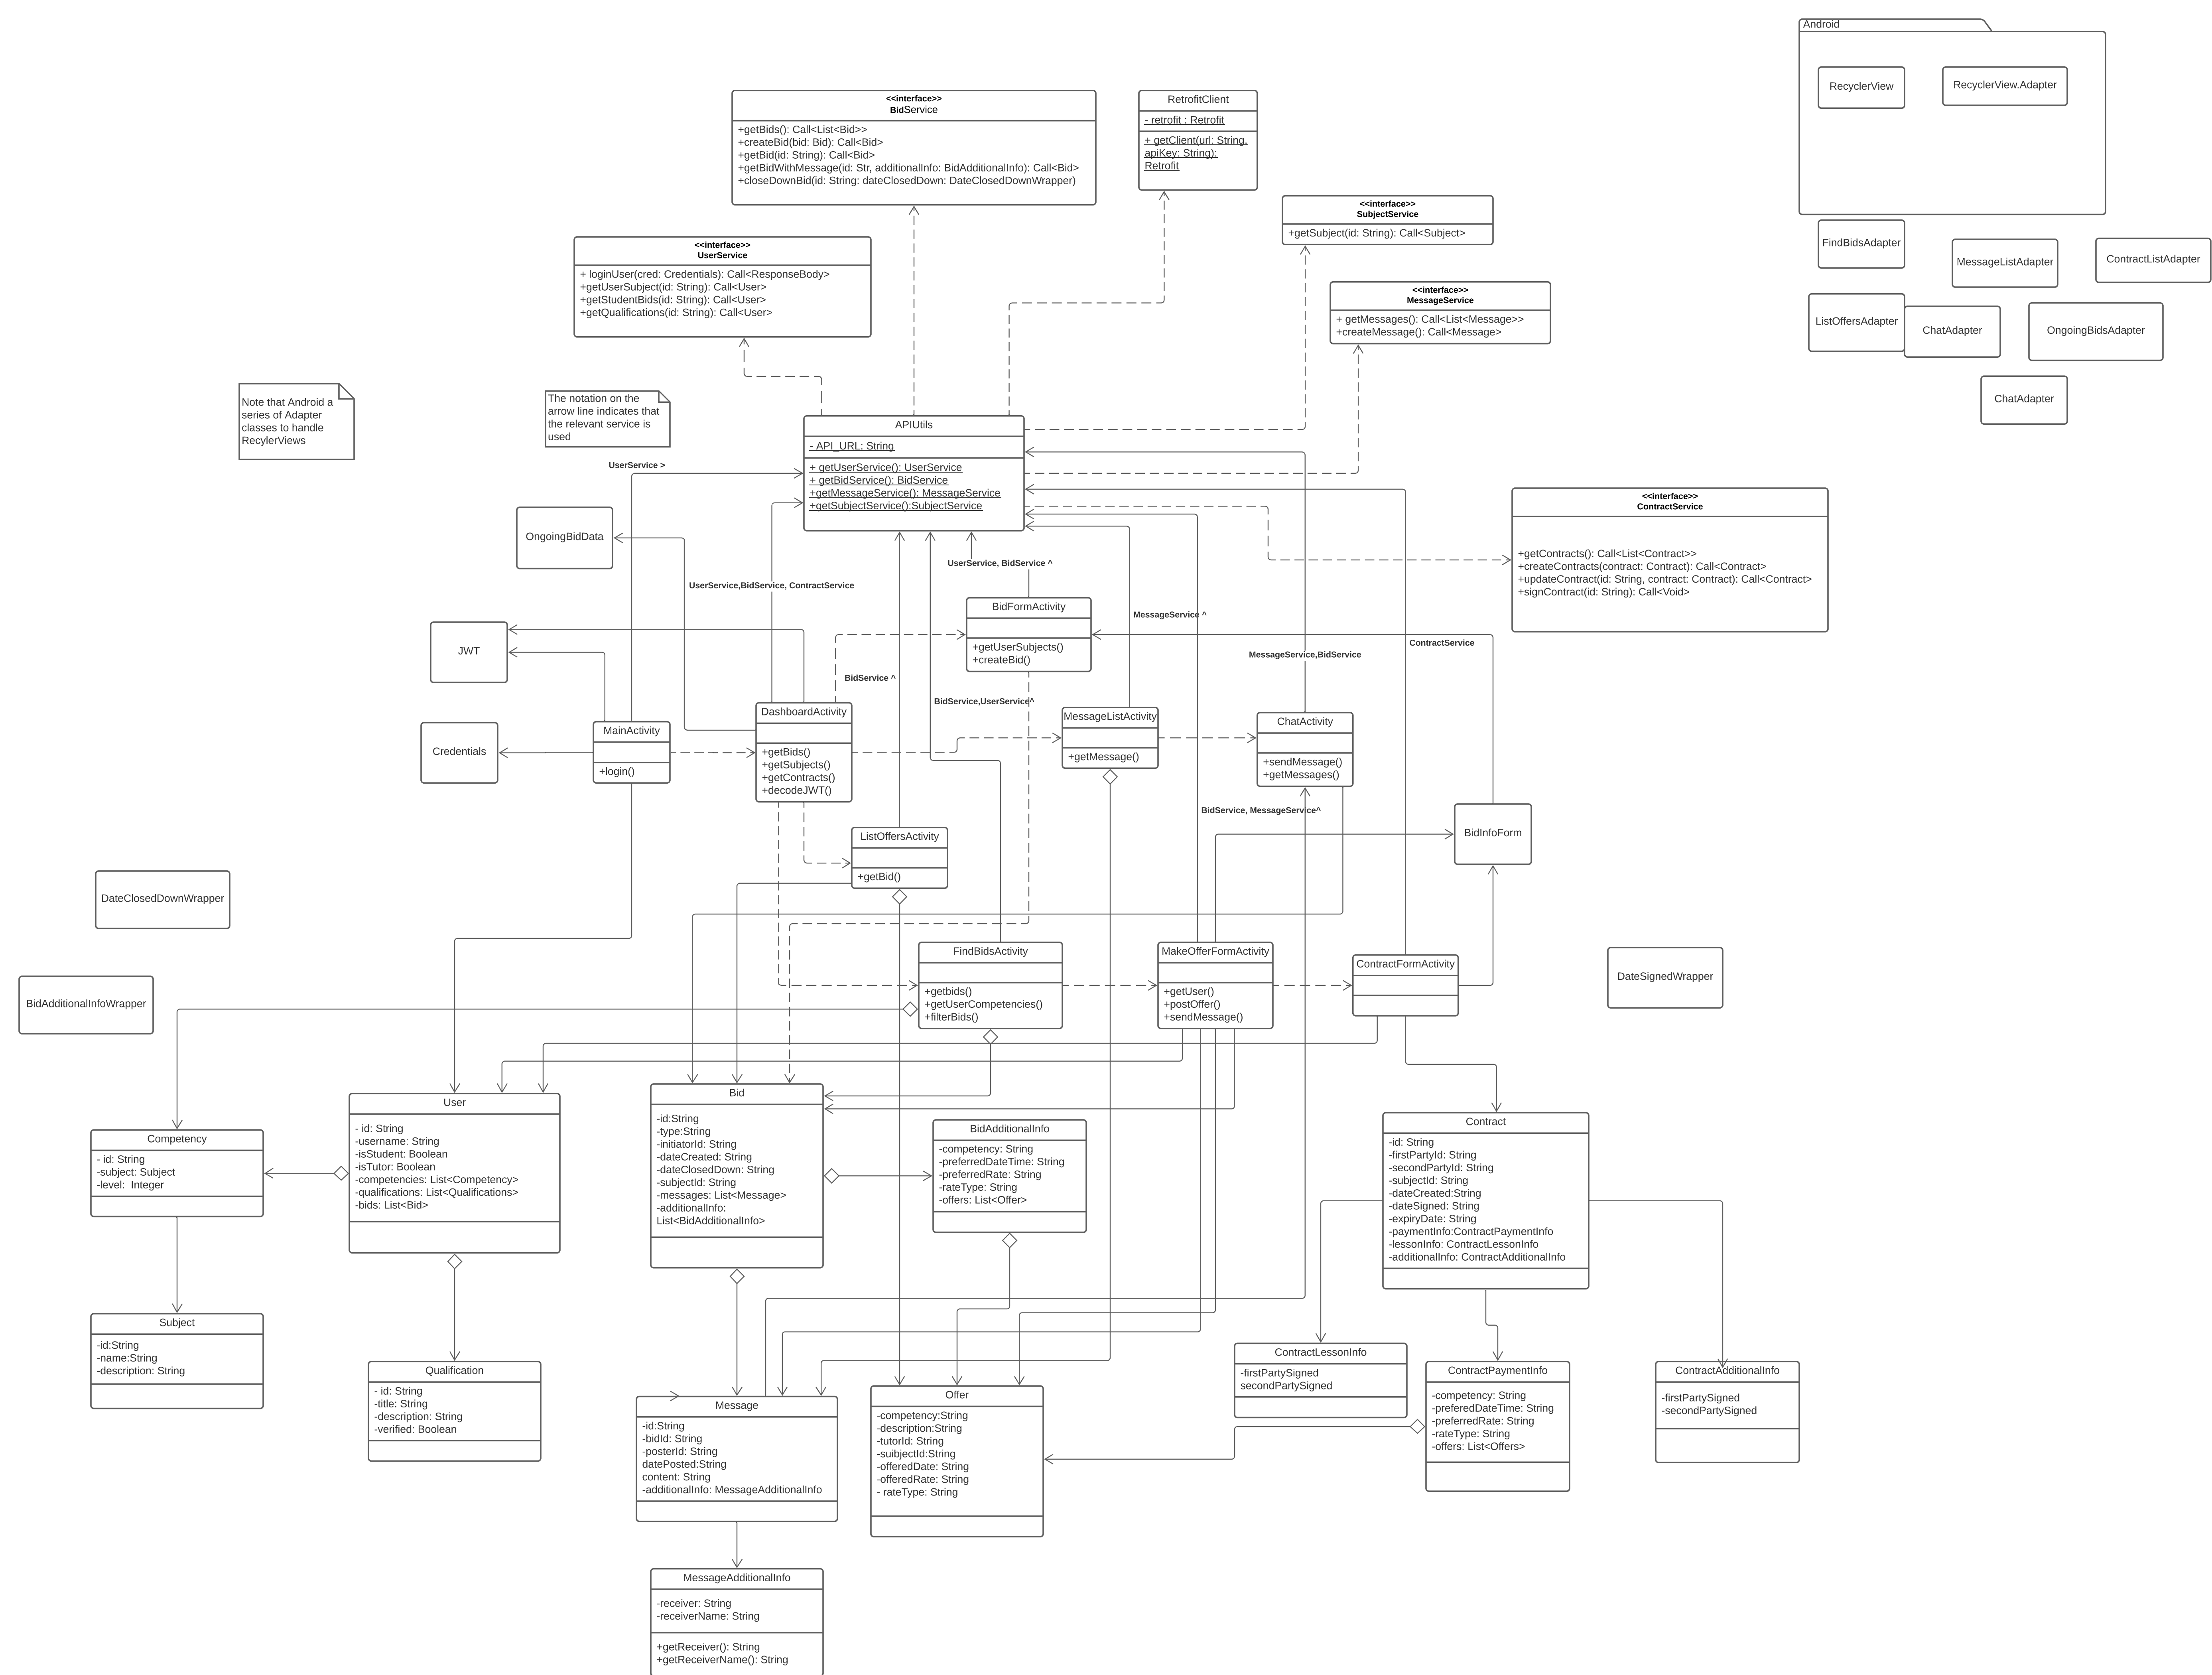 Android
RecyclerView
RecyclerView.Adapter
<<interface>>
BidService
+getBids(): Call<List<Bid>>
+createBid(bid: Bid): Call<Bid>
+getBid(id: String): Call<Bid>
+getBidWithMessage(id: Str, additionalInfo: BidAdditionalInfo): Call<Bid>
+closeDownBid(id: String: dateClosedDown: DateClosedDownWrapper)
RetrofitClient
- retrofit : Retrofit
+ getClient(url: String,
apiKey: String):
Retrofit
<<interface>>
SubjectService
+getSubject(id: String): Call<Subject>
<<interface>>
UserService
+ loginUser(cred: Credentials): Call<ResponseBody>
+getUserSubject(id: String): Call<User>
+getStudentBids(id: String): Call<User>
+getQualifications(id: String): Call<User>
<<interface>>
MessageService
+ getMessages(): Call<List<Message>>
+createMessage(): Call<Message>
FindBidsAdapter
MessageListAdapter
ContractListAdapter
ListOffersAdapter
ChatAdapter
OngoingBidsAdapter
ChatAdapter
Note that Android a
series of Adapter
classes to handle
RecylerViews
The notation on the
arrow line indicates that
the relevant service is
used
APIUtils
- API_URL: String
+ getUserService(): UserService
+ getBidService(): BidService
+getMessageService(): MessageService
+getSubjectService():SubjectService
UserService >
<<interface>>
ContractService
+getContracts(): Call<List<Contract>>
+createContracts(contract: Contract): Call<Contract>
+updateContract(id: String, contract: Contract): Call<Contract>
+signContract(id: String): Call<Void>
OngoingBidData
UserService, BidService ^
UserService,BidService, ContractService
BidFormActivity
+getUserSubjects()
+createBid()
MessageService ^
ContractService
MessageService,BidService
JWT
BidService ^
BidService,UserService^
Credentials
MainActivity
+login()
DashboardActivity
+getBids()
+getSubjects()
+getContracts()
+decodeJWT()
MessageListActivity
+getMessage()
ChatActivity
+sendMessage()
+getMessages()
BidService, MessageService^
ListOffersActivity
+getBid()
BidInfoForm
DateClosedDownWrapper
BidAdditionalInfoWrapper
FindBidsActivity
+getbids()
+getUserCompetencies()
+filterBids()
MakeOfferFormActivity
+getUser()
+postOffer()
+sendMessage()
ContractFormActivity
DateSignedWrapper
Competency
- id: String
-subject: Subject
-level:  Integer
User
- id: String
-username: String
-isStudent: Boolean
-isTutor: Boolean
-competencies: List<Competency>
-qualifications: List<Qualifications>
-bids: List<Bid>
Bid
-id:String
-type:String
-initiatorId: String
-dateCreated: String
-dateClosedDown: String
-subjectId: String
-messages: List<Message>
-additionalInfo:
List<BidAdditionalInfo>
BidAdditionalInfo
-competency: String
-preferredDateTime: String
-preferredRate: String
-rateType: String
-offers: List<Offer>
Contract
-id: String
-firstPartyId: String
-secondPartyId: String
-subjectId: String
-dateCreated:String
-dateSigned: String
-expiryDate: String
-paymentInfo:ContractPaymentInfo
-lessonInfo: ContractLessonInfo
-additionalInfo: ContractAdditionalInfo
Subject
-id:String
-name:String
-description: String
Qualification
- id: String
-title: String
-description: String
-verified: Boolean
Message
-id:String
-bidId: String
-posterId: String
datePosted:String
content: String
-additionalInfo: MessageAdditionalInfo
Offer
-competency:String
-description:String
-tutorId: String
-suibjectId:String
-offeredDate: String
-offeredRate: String
- rateType: String
ContractLessonInfo
-firstPartySigned
secondPartySigned
ContractPaymentInfo
-competency: String
-preferedDateTime: String
-preferedRate: String
-rateType: String
-offers: List<Offers>
ContractAdditionalInfo
-firstPartySigned
-secondPartySigned
MessageAdditionalInfo
-receiver: String
-receiverName: String
+getReceiver(): String
+getReceiverName(): String